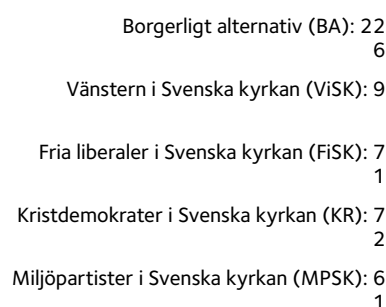 Borgerligt alternativ (BA): 22
6
Vänstern i Svenska kyrkan (ViSK): 9
Fria liberaler i Svenska kyrkan (FiSK): 7
1
Kristdemokrater i Svenska kyrkan (KR): 7
2
Miljöpartister i Svenska kyrkan (MPSK): 6
1